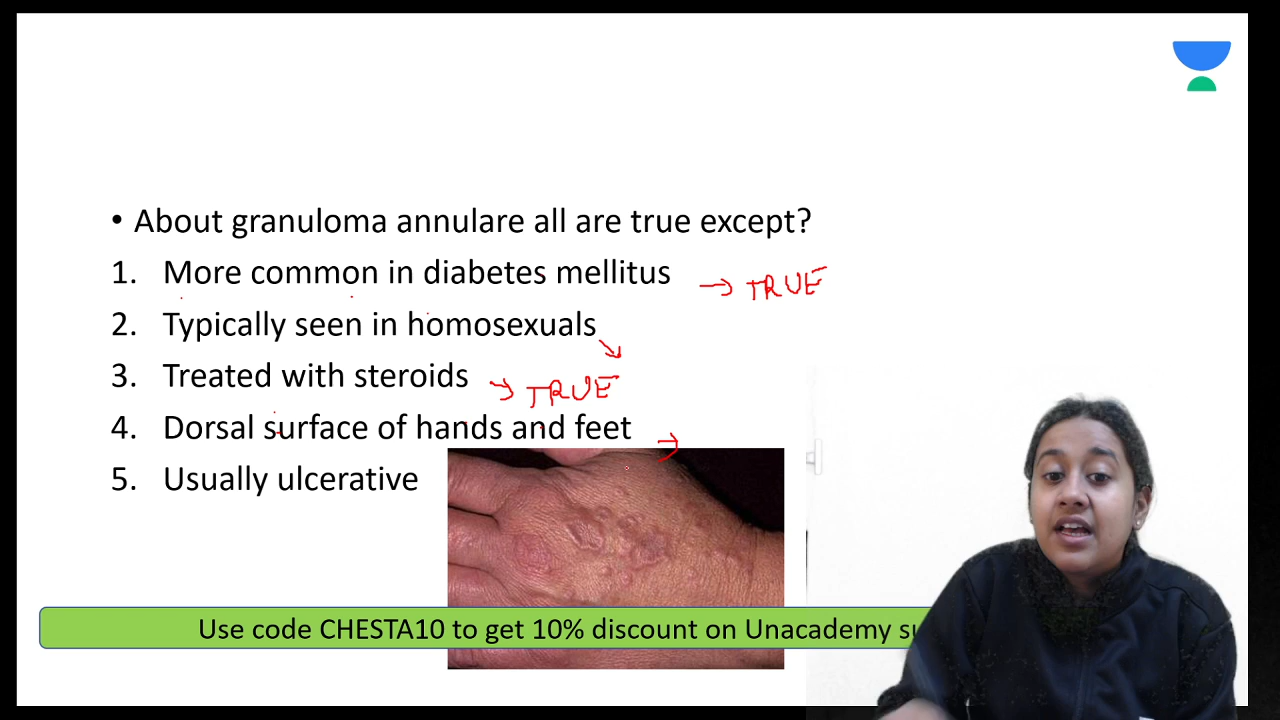 • About granuloma annulare all are true except?
1. More common in diabetes mellitus → TRUE
2. Typically seen in homosexuals
3. Treated with steroids → TRUE
4. Dorsal surface of hands and feet →
5. Usually ulcerative
Use code CHESTA10 to get 10% discount on Unacademy